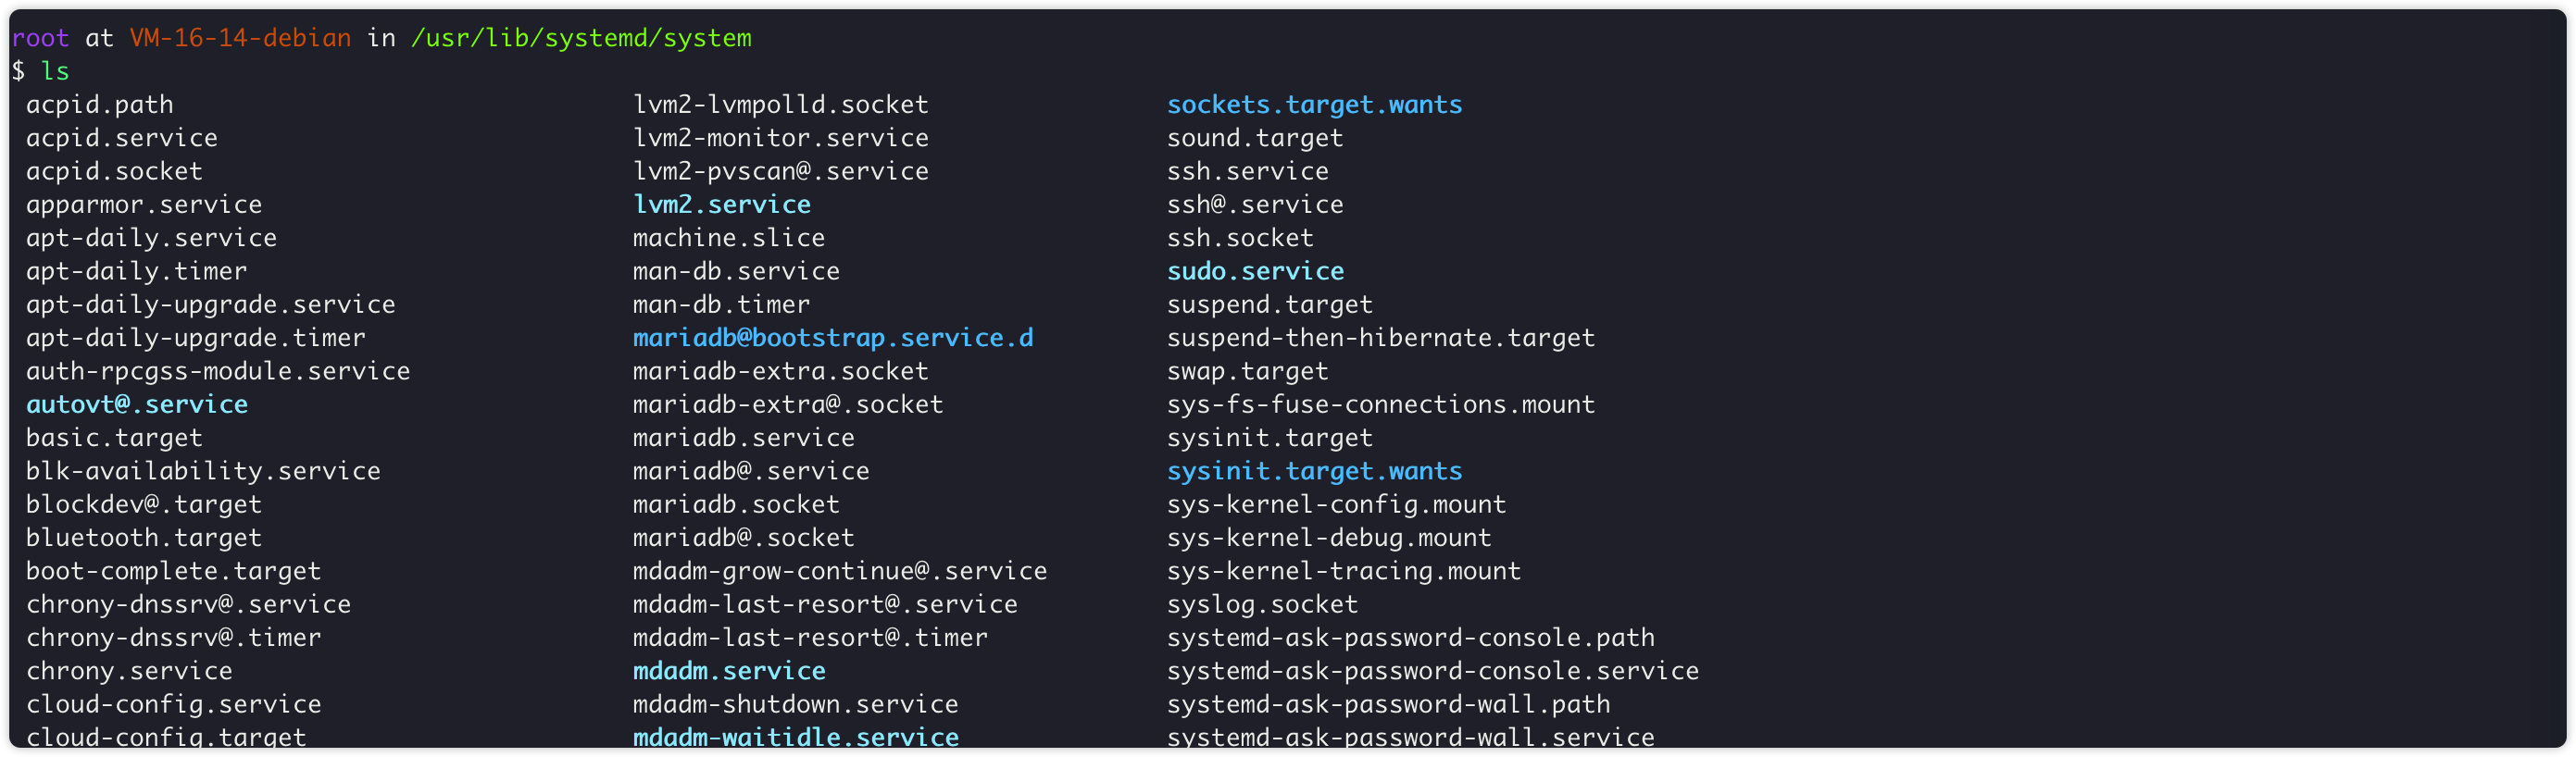 root at VM-16-14-debian in /usr/lib/systemd/system
$ ls
acpid.path lvm2-lvmpolld.socket sockets.target.wants
acpid.service lvm2-monitor.service sound.target
acpid.socket lvm2-pvscan@.service ssh.service
apparmor.service lvm2.service ssh@.service
apt-daily.service machine.slice ssh.socket
apt-daily.timer man-db.service sudo.service
apt-daily-upgrade.service man-db.timer suspend.target
apt-daily-upgrade.timer mariadb@bootstrap.service.d suspend-then-hibernate.target
auth-rpcgss-module.service mariadb-extra.socket swap.target
autovt@.service mariadb-extra@.socket sys-fs-fuse-connections.mount
basic.target mariadb.service sysinit.target
blk-availability.service mariadb@.service sysinit.target.wants
blockdev@.target mariadb.socket sys-kernel-config.mount
bluetooth.target mariadb@.socket sys-kernel-debug.mount
boot-complete.target mdadm-grow-continue@.service sys-kernel-tracing.mount
chrony-dnssrv@.service mdadm-last-resort@.service syslog.socket
chrony-dnssrv@.timer mdadm-last-resort@.timer systemd-ask-password-console.path
chrony.service mdadm.service systemd-ask-password-console.service
cloud-config.service mdadm-shutdown.service systemd-ask-password-wall.path
cloud-config.target mdadm-waitidle.service systemd-ask-password-wall.service